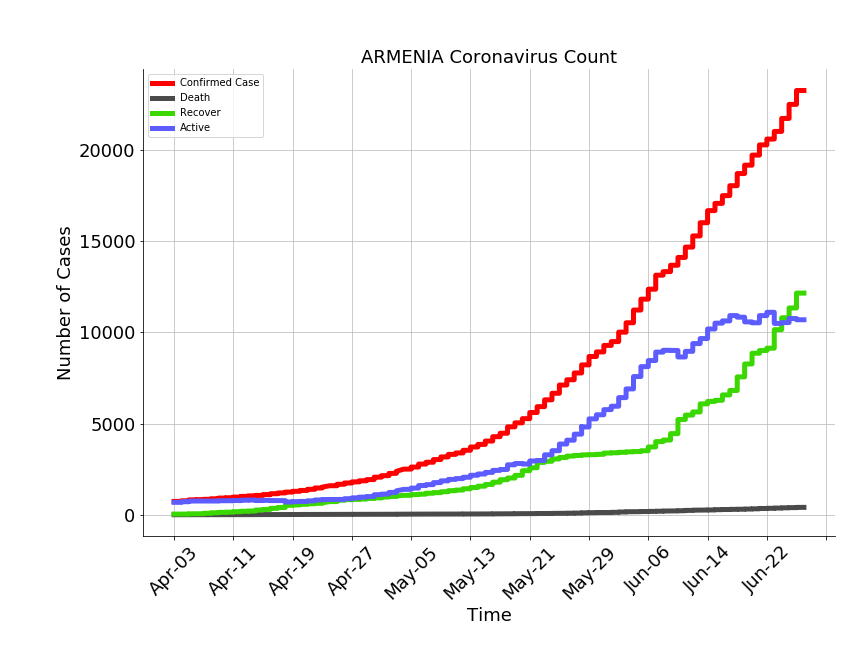 ARMENIA Coronavirus Count
Confirmed Case
Death
Recover
Active
Number of Cases
20000
15000
10000
5000
0
Apr-03
Apr-11
Apr-19
Apr-27
May-05
May-13
May-21
May-29
Jun-06
Jun-14
Jun-22
Time